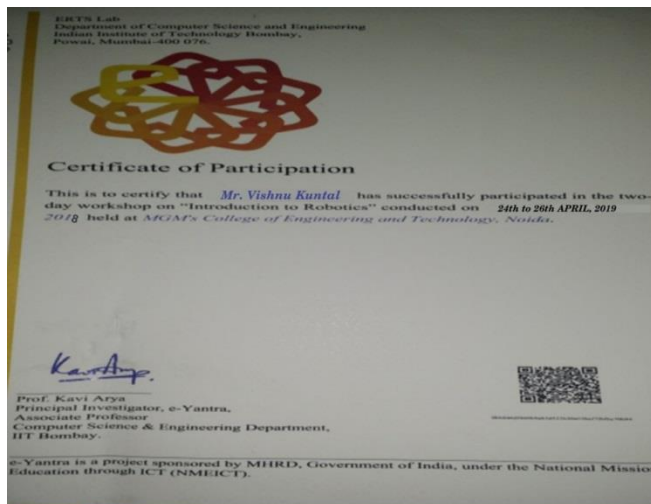 ERTS Lab
Department of Computer Science and Engineering
Indian Institute of Technology Bombay,
Powai, Mumbai-400 076.
Certificate of Participation
This is to certify that Mr. Vishnu Kuntal has successfully participated in the two-
day workshop on "Introduction to Robotics" conducted on 24th to 26th APRIL, 2019
2018 held at MGM's College of Engineering and Technology, Noida.
Prof. Kavi Arya
Principal Investigator, e-Yantra,
Associate Professor
Computer Science & Engineering Department,
IIT Bombay.
e-Yantra is a project sponsored by MHRD, Government of India, under the National Missio
Education through ICT (NMEICT).